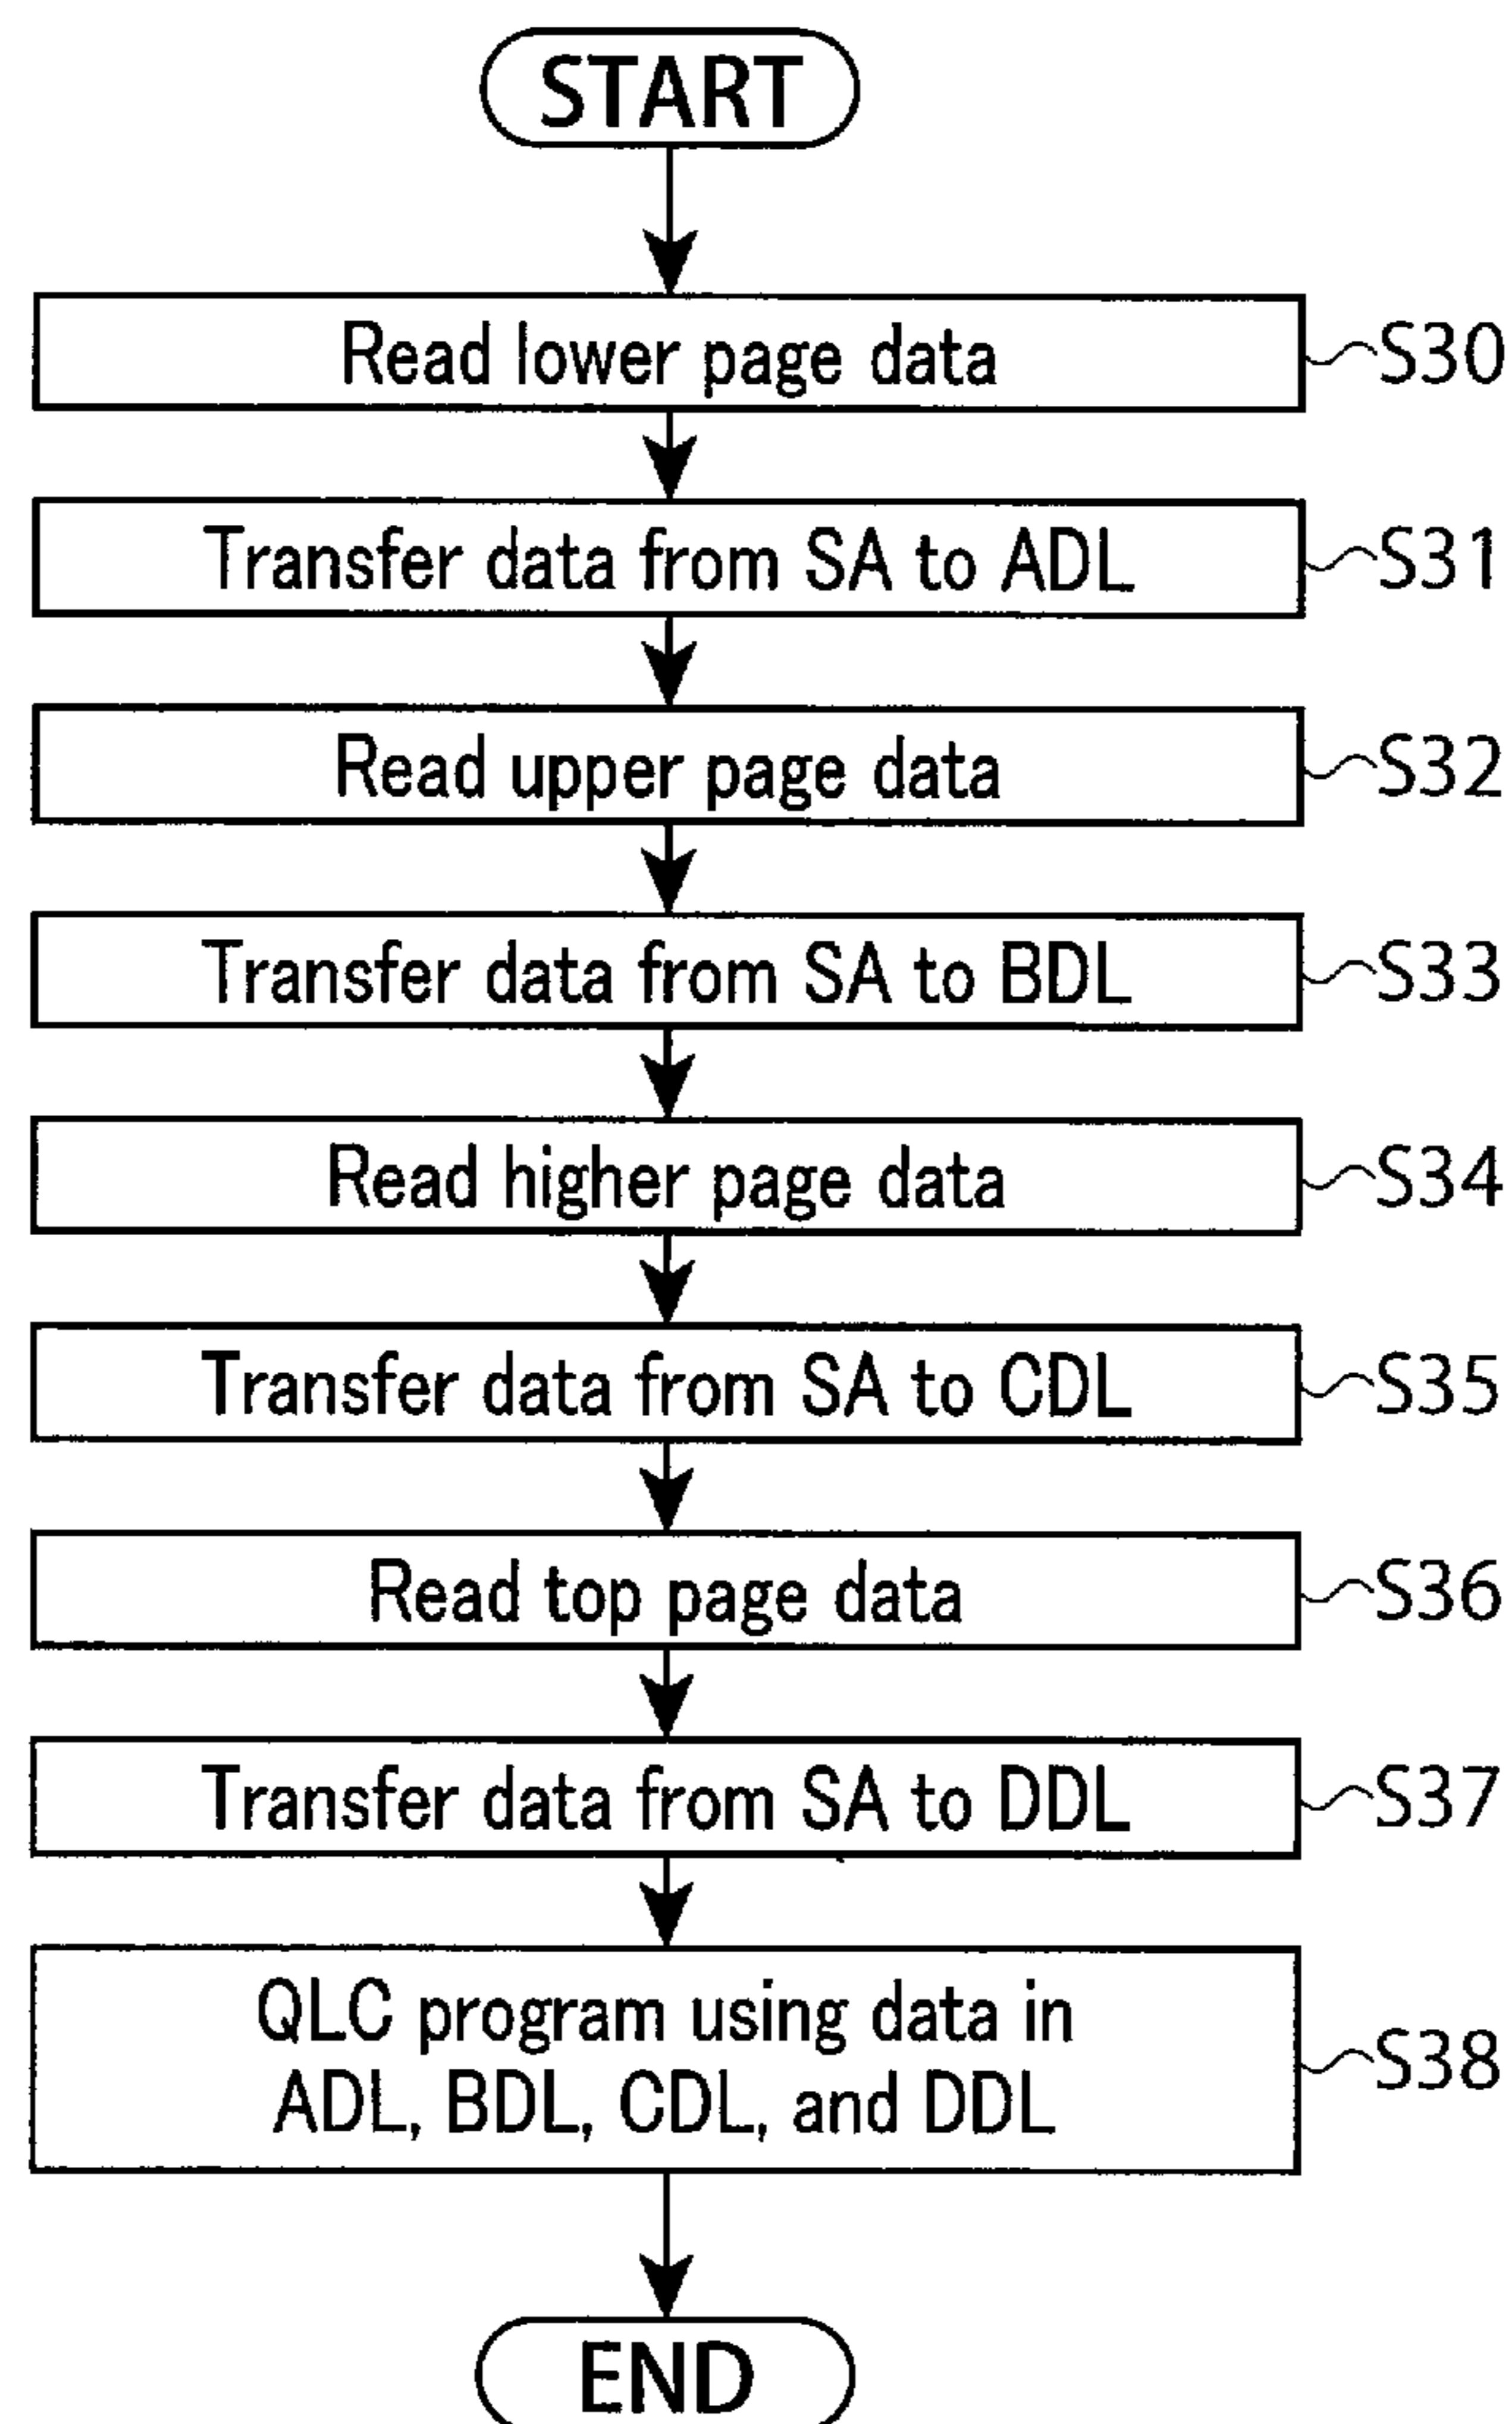 START
Read lower page data S30
Transfer data from SA to ADL S31
Read upper page data S32
Transfer data from SA to BDL S33
Read higher page data S34
Transfer data from SA to CDL S35
Read top page data S36
Transfer data from SA to DDL S37
QLC program using data in
ADL, BDL, CDL, and DDL S38
END